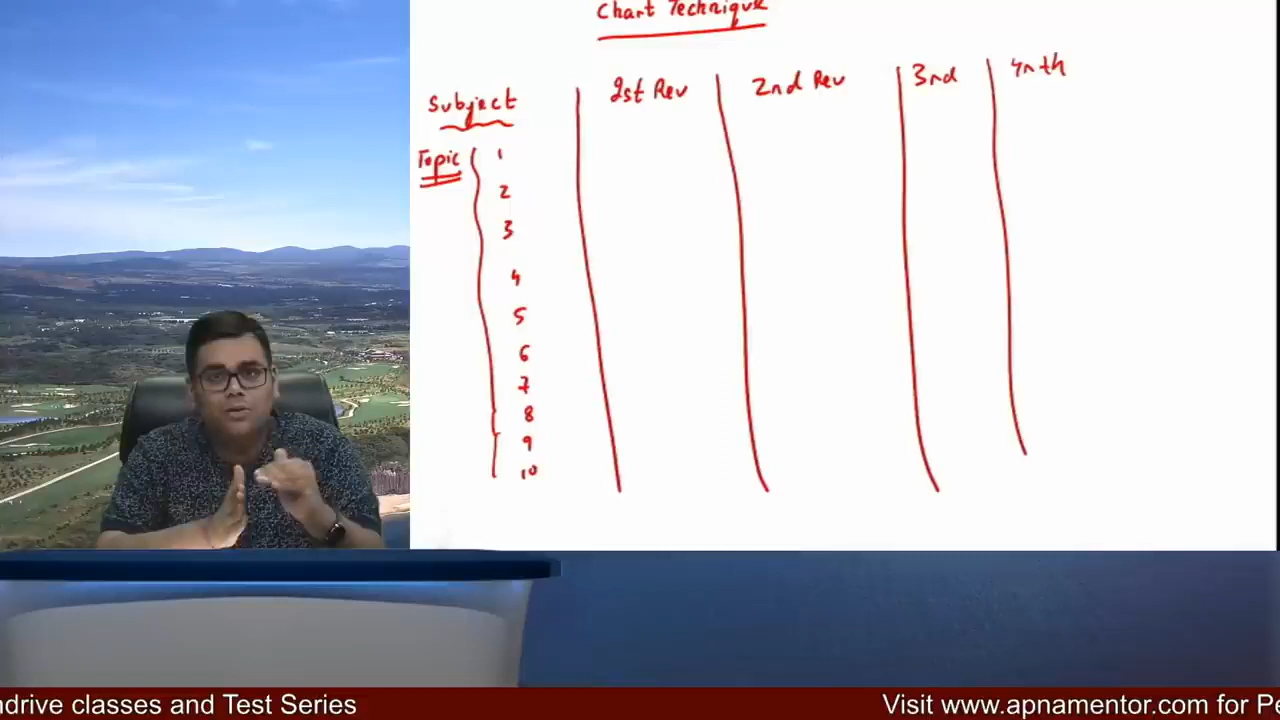 Chart Technique
Subject 1st Rev 2nd Rev 3rd 4nth
Topic 1
2
3
4
5
6
7
8
9
10
ndrive classes and Test Series Visit www.apnamentor.com for Pe